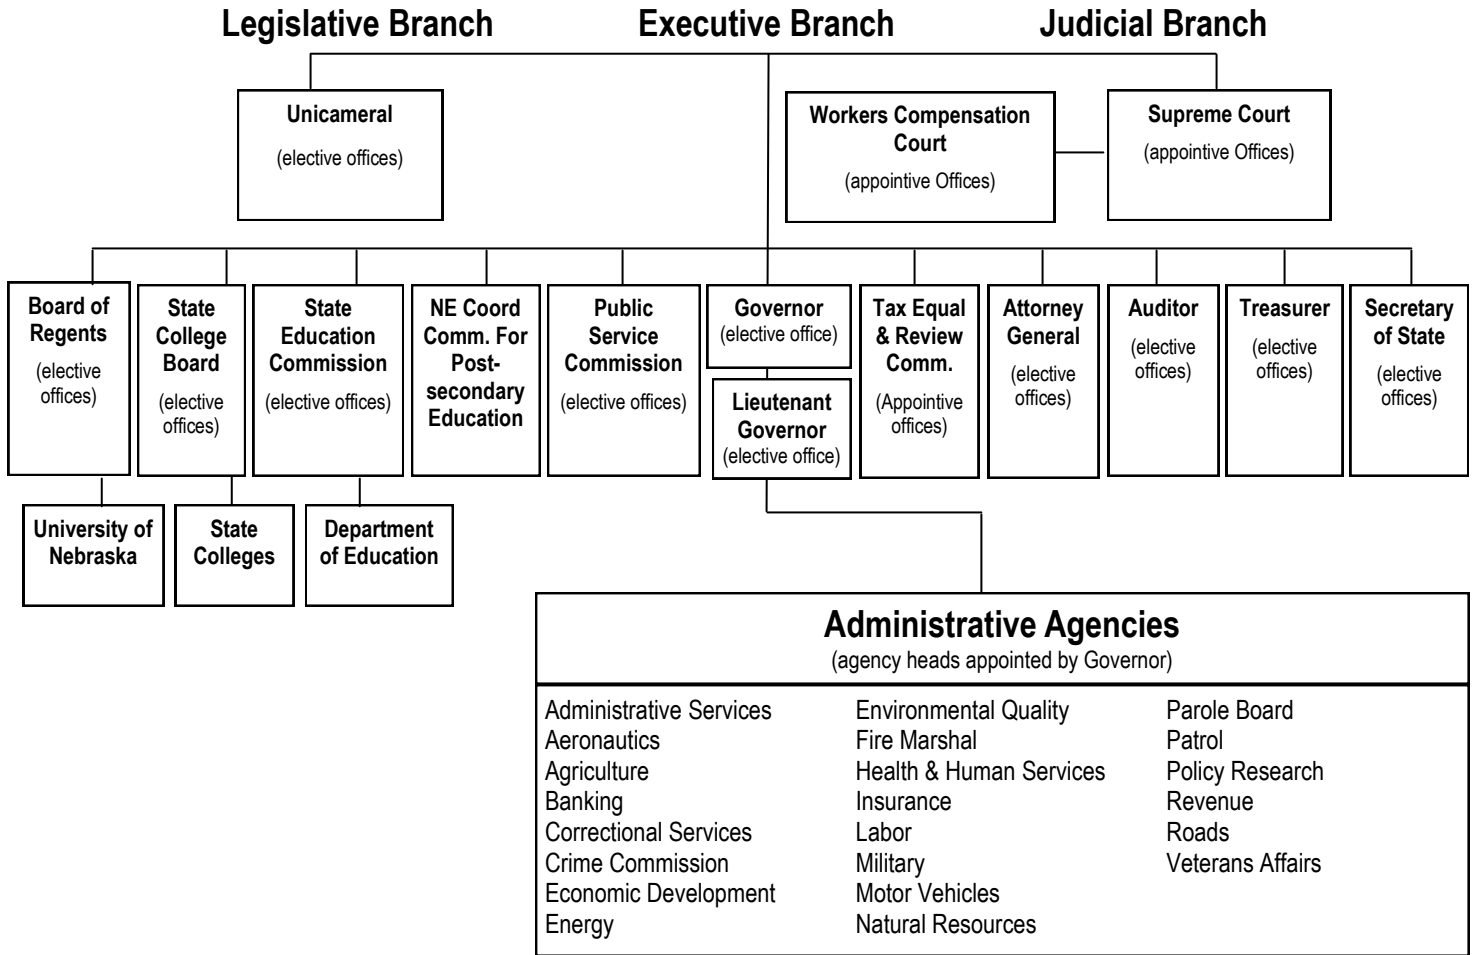 Legislative Branch
Executive Branch
Judicial Branch
Unicameral
(elective offices)
Workers Compensation
Court
(appointive Offices)
Supreme Court
(appointive Offices)
Board of
Regents
(elective
offices)
State
College
Board
(elective
offices)
State
Education
Commission
(elective offices)
NE Coord
Comm. For
Post-
secondary
Education
Public
Service
Commission
(elective offices)
Governor
(elective office)
Lieutenant
Governor
(elective office)
Tax Equal
& Review
Comm.
(Appointive
offices)
Attorney
General
(elective
offices)
Auditor
(elective
offices)
Treasurer
(elective
offices)
Secretary
of State
(elective
offices)
University of
Nebraska
State
Colleges
Department
of Education
Administrative Agencies
(agency heads appointed by Governor)
Administrative Services
Aeronautics
Agriculture
Banking
Correctional Services
Crime Commission
Economic Development
Energy
Environmental Quality
Fire Marshal
Health & Human Services
Insurance
Labor
Military
Motor Vehicles
Natural Resources
Parole Board
Patrol
Policy Research
Revenue
Roads
Veterans Affairs